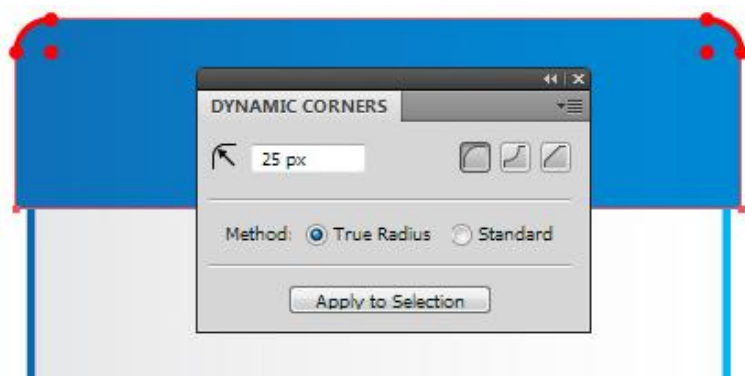 DYNAMIC CORNERS
25 px
Method: True Radius Standard
Apply to Selection